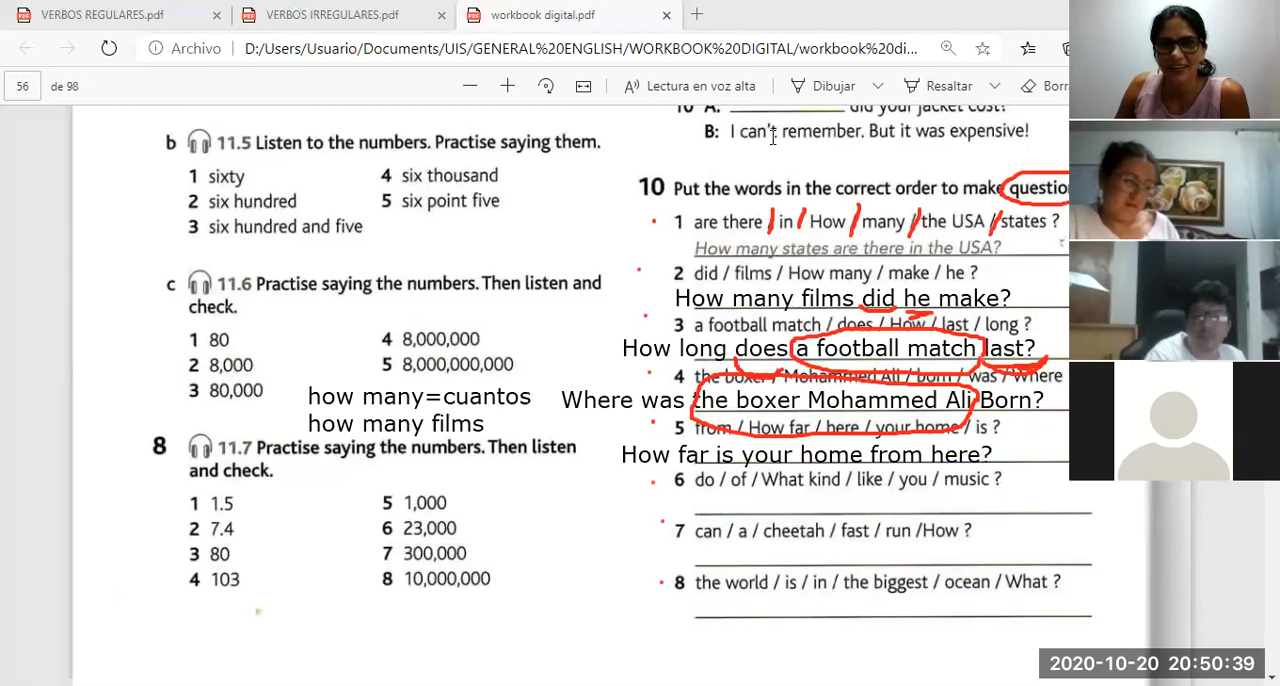 VERBOS REGULARES.pdf
VERBOS IRREGULARES.pdf
workbook digital.pdf
Archivo
D:/Users/Usuario/Documents/UIS/GENERAL%20ENGLISH/WORKBOOK%20DIGITAL/workbook%20di...
56 de 98
Lectura en voz alta
Dibujar
Resaltar
b 11.5 Listen to the numbers. Practise saying them.
1 sixty
2 six hundred
3 six hundred and five
4 six thousand
5 six point five
c 11.6 Practise saying the numbers. Then listen and
check.
1 80
2 8,000
3 80,000
4 8,000,000
5 8,000,000,000
how many=cuantos
how many films
8 11.7 Practise saying the numbers. Then listen
and check.
1 1.5
2 7.4
3 80
4 103
5 1,000
6 23,000
7 300,000
8 10,000,000
10 A: did your jacket cost?
B: I can't remember. But it was expensive!
10 Put the words in the correct order to make
1 are there / in / How / many / the USA / states ?
How many states are there in the USA?
2 did / films / How many / make / he ?
How many films did he make?
3 a football match / does / How / last / long ?
How long does a football match last?
4 the boxer / Mohammed Ali / born / was / Where
Where was the boxer Mohammed Ali Born?
5 from / How far / here / your home / is ?
How far is your home from here?
6 do / of / What kind / like / you / music ?
7 can / a / cheetah / fast / run /How ?
8 the world / is / in / the biggest / ocean / What ?
2020-10-20 20:50:39